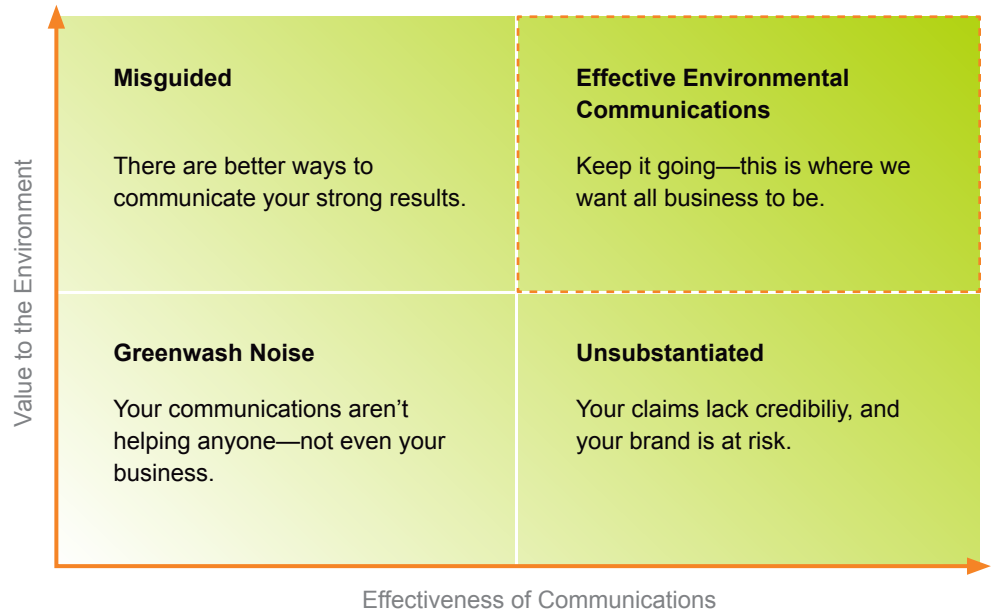 Value to the Environment
Misguided
There are better ways to
communicate your strong results.
Effective Environmental
Communications
Keep it going—this is where we
want all business to be.
Greenwash Noise
Your communications aren’t
helping anyone—not even your
business.
Unsubstantiated
Your claims lack credibiliy, and
your brand is at risk.
Effectiveness of Communications